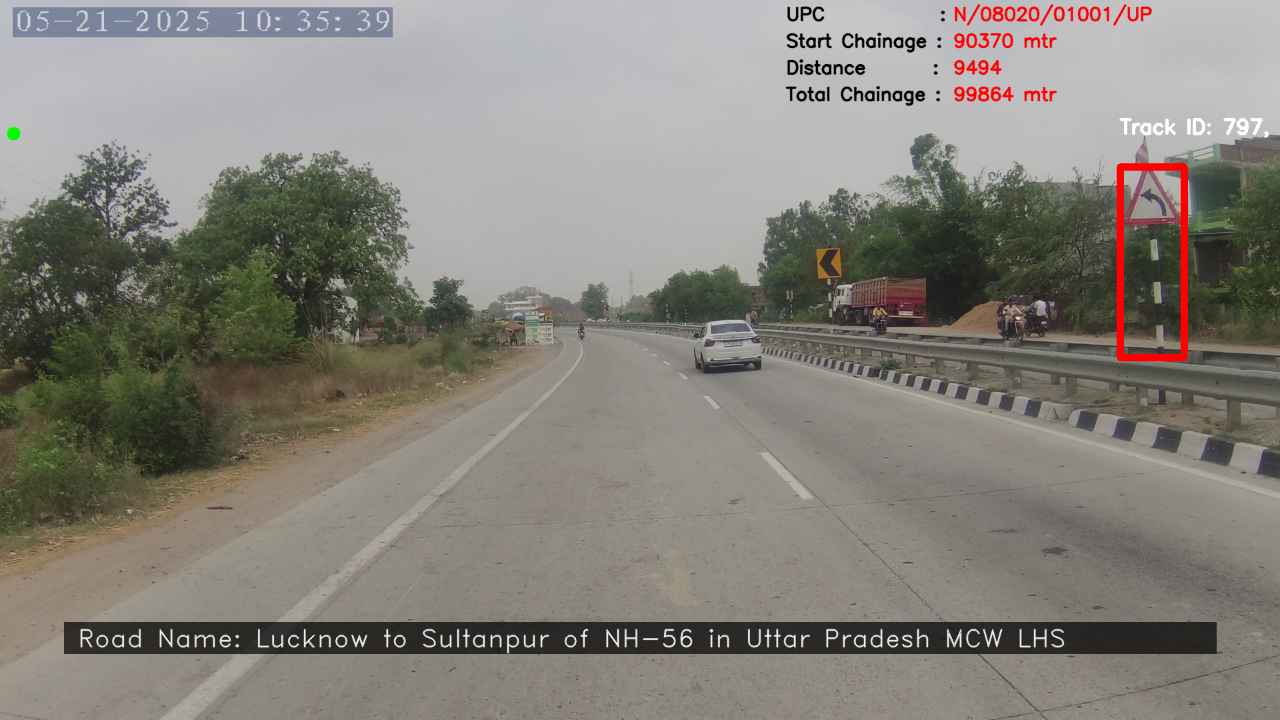 05-21-2025 10:35:39
UPC : N/08020/01001/UP
Start Chainage : 90370 mtr
Distance : 9494
Total Chainage : 99864 mtr
Track ID: 797,
Road Name: Lucknow to Sultanpur of NH-56 in Uttar Pradesh MCW LHS